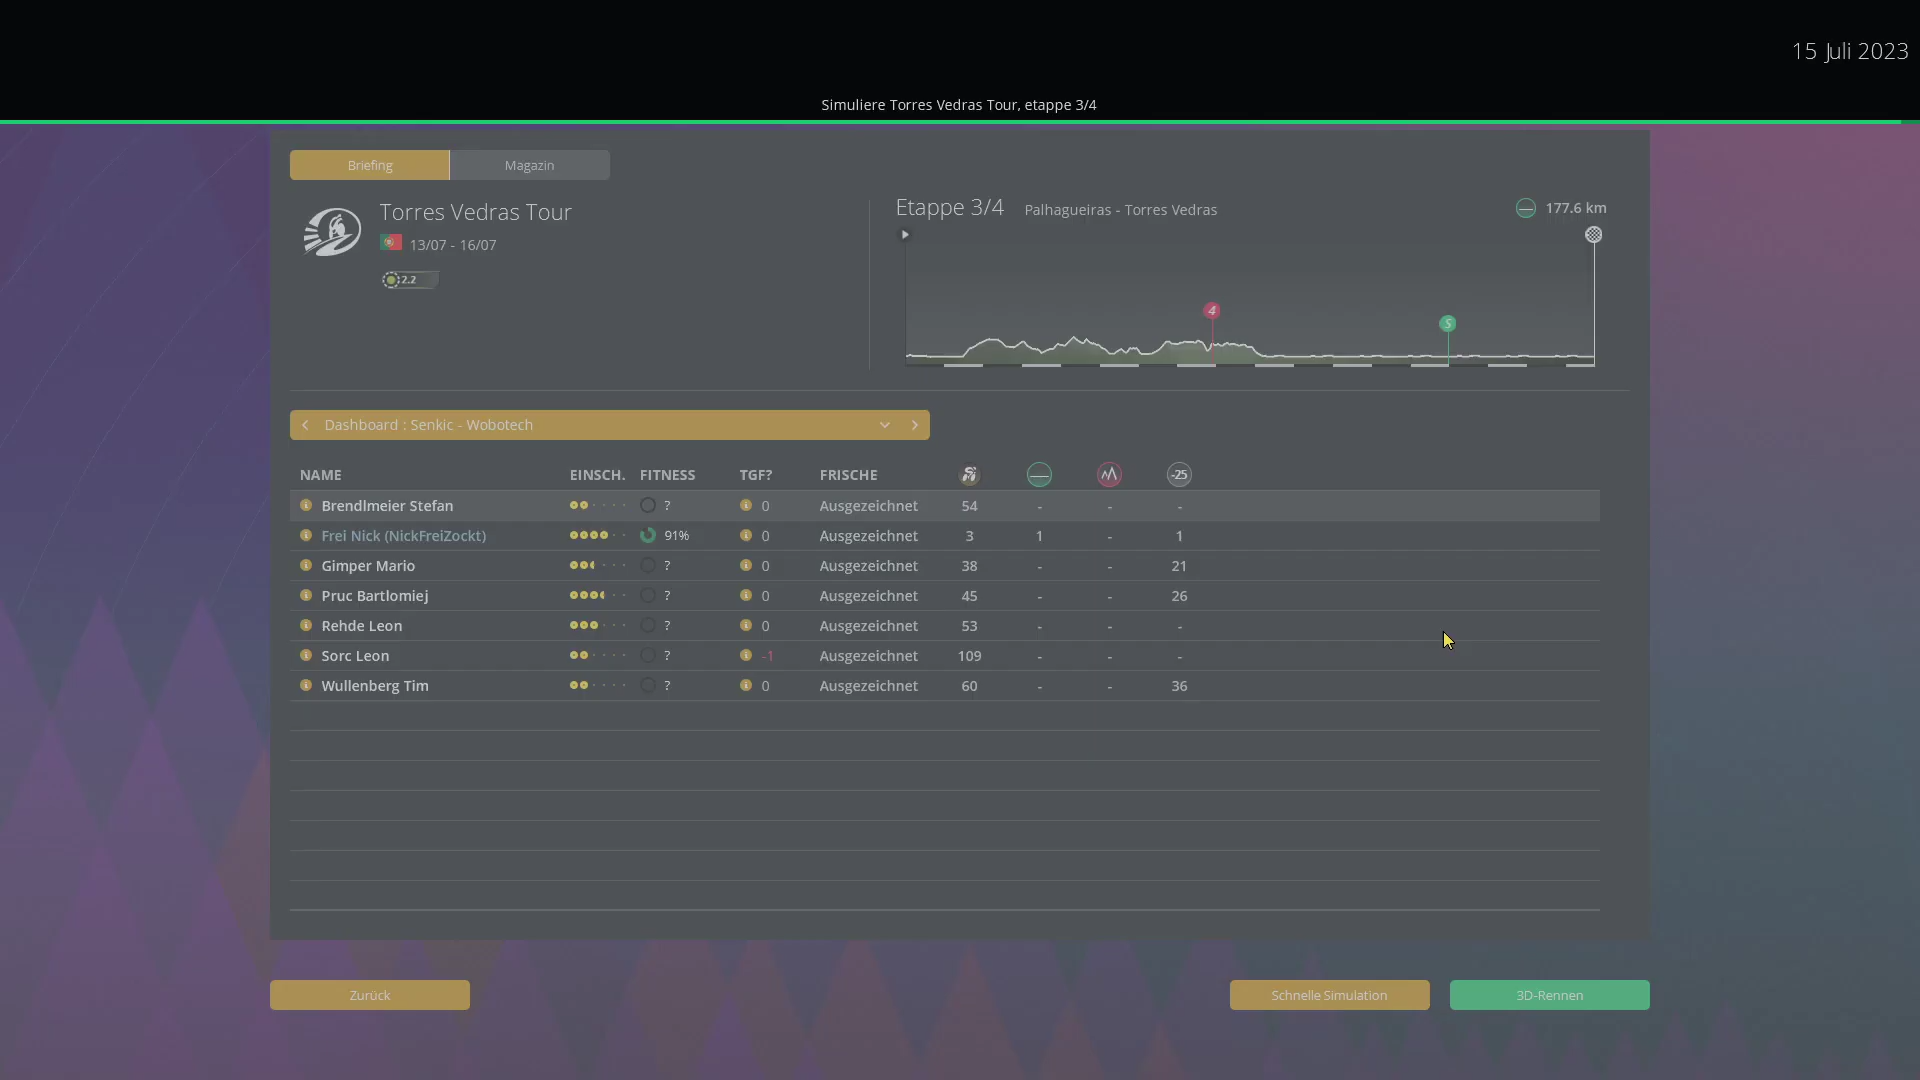 15 Juli 2023
Simuliere Torres Vedras Tour, etappe 3/4
Briefing Magazin
Torres Vedras Tour
13/07 - 16/07
2.2
Etappe 3/4 Palhagueiras - Torres Vedras 177.6 km
4
S
Dashboard : Senkic - Wobotech
NAME EINSCH. FITNESS TGF? FRISCHE -25
Brendlmeier Stefan ? 0 Ausgezeichnet 54 - - -
Frei Nick (NickFreiZockt) 91% 0 Ausgezeichnet 3 1 - 1
Gimper Mario ? 0 Ausgezeichnet 38 - - 21
Pruc Bartlomiej ? 0 Ausgezeichnet 45 - - 26
Rehde Leon ? 0 Ausgezeichnet 53 - - -
Sorc Leon ? -1 Ausgezeichnet 109 - - -
Wullenberg Tim ? 0 Ausgezeichnet 60 - - 36
Zurück Schnelle Simulation 3D-Rennen